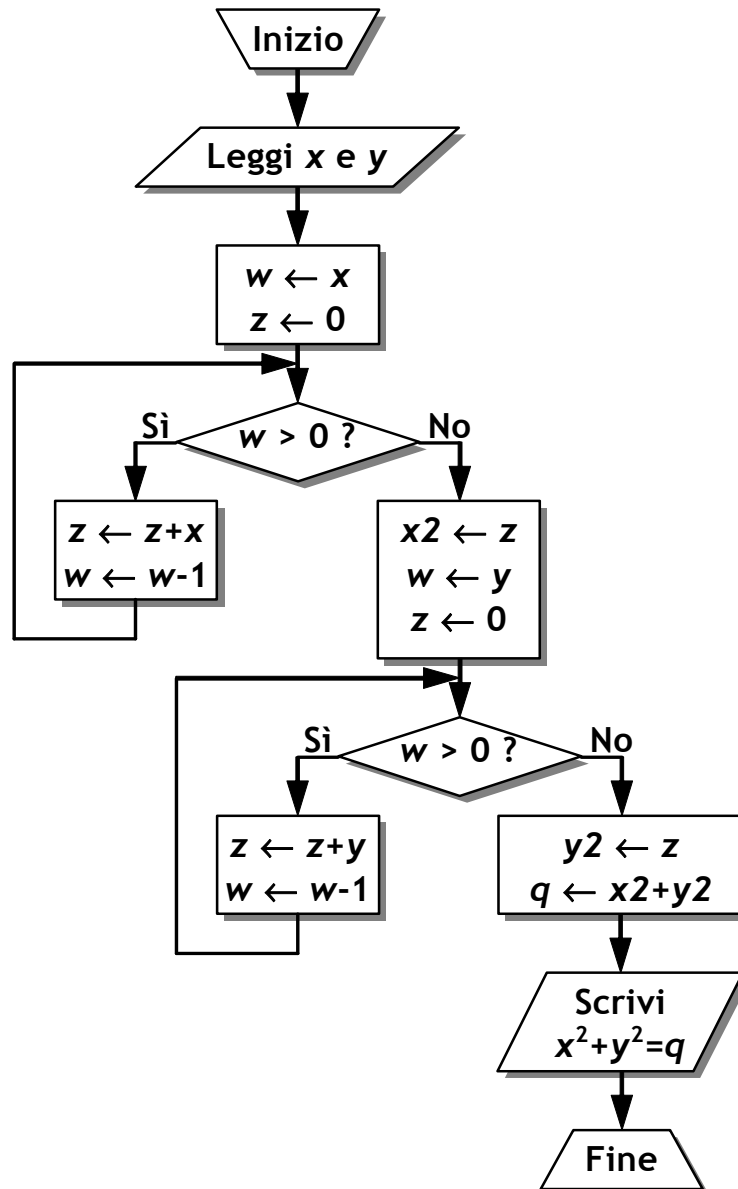 Inizio
Leggi x e y
w ← x
z ← 0
w > 0 ?
Sì
No
z ← z+x
w ← w-1
x2 ← z
w ← y
z ← 0
w > 0 ?
Sì
No
z ← z+y
w ← w-1
y2 ← z
q ← x2+y2
Scrivi
x²+y²=q
Fine